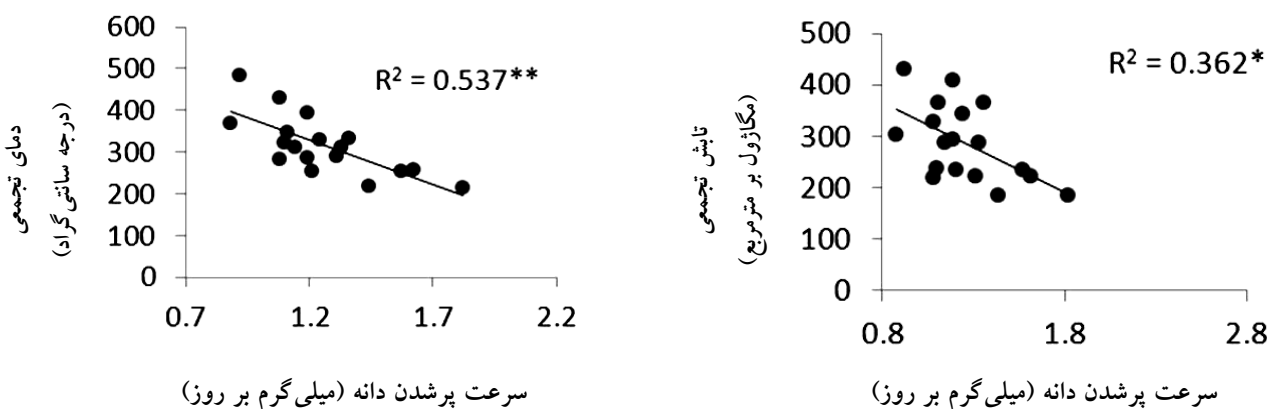 600
500
400
300
200
100
0
0.7 1.2 1.7 2.2
R² = 0.537**
دمای تجمعی
(درجه سانتی‌گراد)
سرعت پرشدن دانه (میلی‌گرم بر روز)
500
400
300
200
100
0
0.8 1.8 2.8
R² = 0.362*
تابش تجمعی
(مگاژول بر مترمربع)
سرعت پرشدن دانه (میلی‌گرم بر روز)